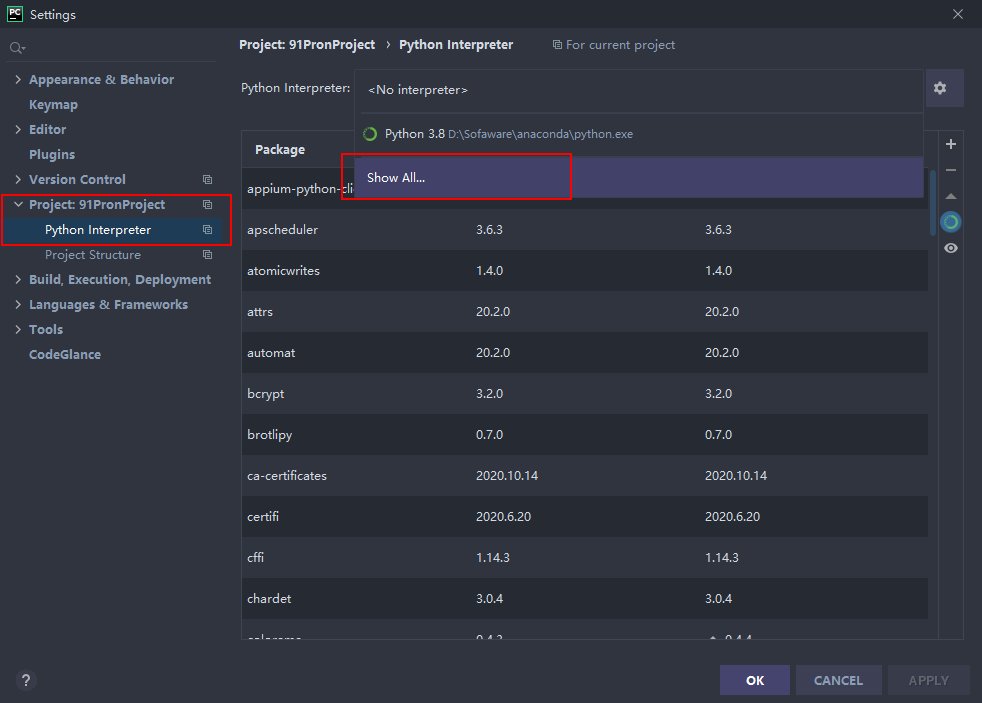 PC Settings
Project: 91PronProject › Python Interpreter For current project
Appearance & Behavior
Keymap
Editor
Plugins
Version Control
Project: 91PronProject
Python Interpreter
Project Structure
Build, Execution, Deployment
Languages & Frameworks
Tools
CodeGlance
Python Interpreter: <No interpreter>
Python 3.8 D:\Sofaware\anaconda\python.exe
Show All...
Package
appium-python-cli
apscheduler 3.6.3 3.6.3
atomicwrites 1.4.0 1.4.0
attrs 20.2.0 20.2.0
automat 20.2.0 20.2.0
bcrypt 3.2.0 3.2.0
brotlipy 0.7.0 0.7.0
ca-certificates 2020.10.14 2020.10.14
certifi 2020.6.20 2020.6.20
cffi 1.14.3 1.14.3
chardet 3.0.4 3.0.4
? OK CANCEL APPLY